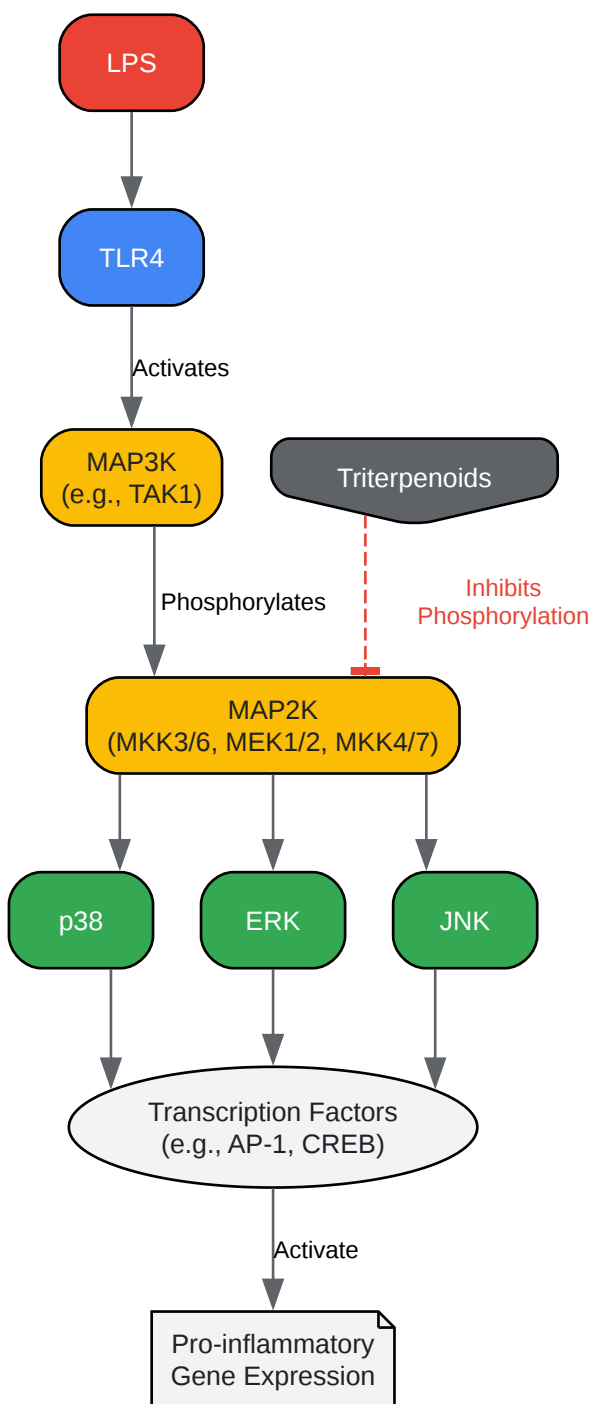 LPS
TLR4
Activates
MAP3K
(e.g., TAK1)
Triterpenoids
Phosphorylates
Inhibits
Phosphorylation
MAP2K
(MKK3/6, MEK1/2, MKK4/7)
p38
ERK
JNK
Transcription Factors
(e.g., AP-1, CREB)
Activate
Pro-inflammatory
Gene Expression